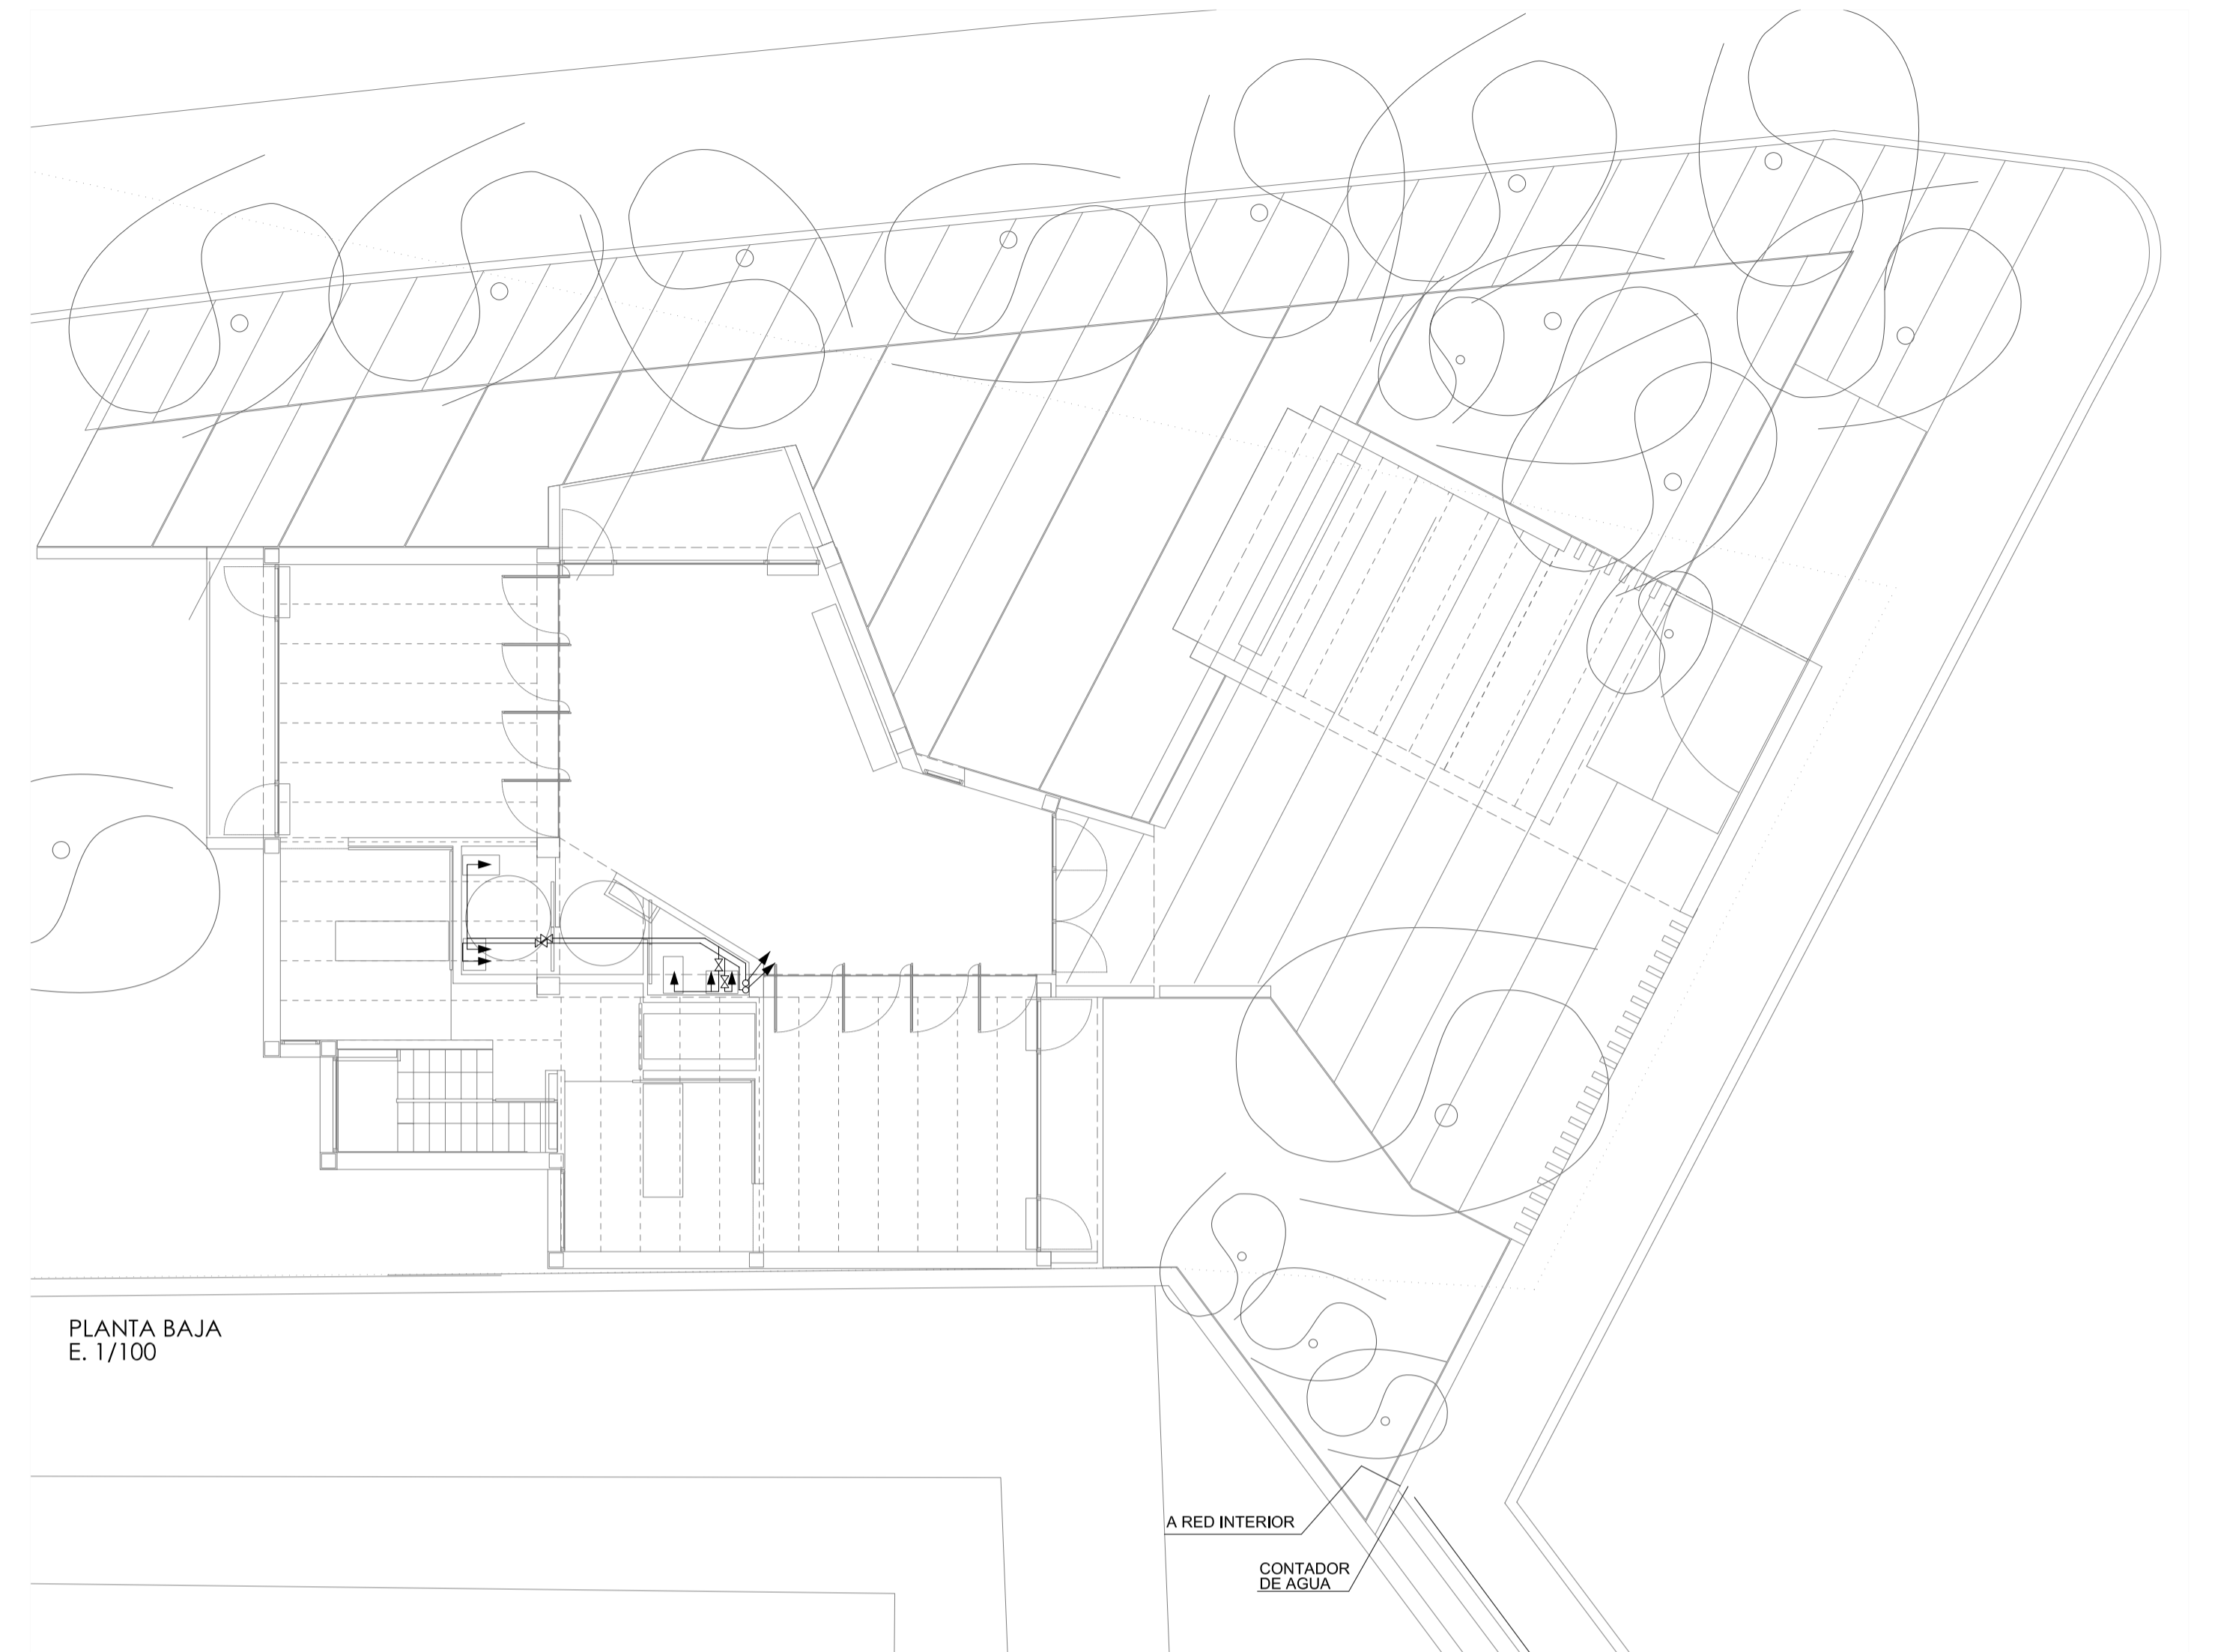 PLANTA BAJA
E. 1/100
A RED INTERIOR
CONTADOR
DE AGUA